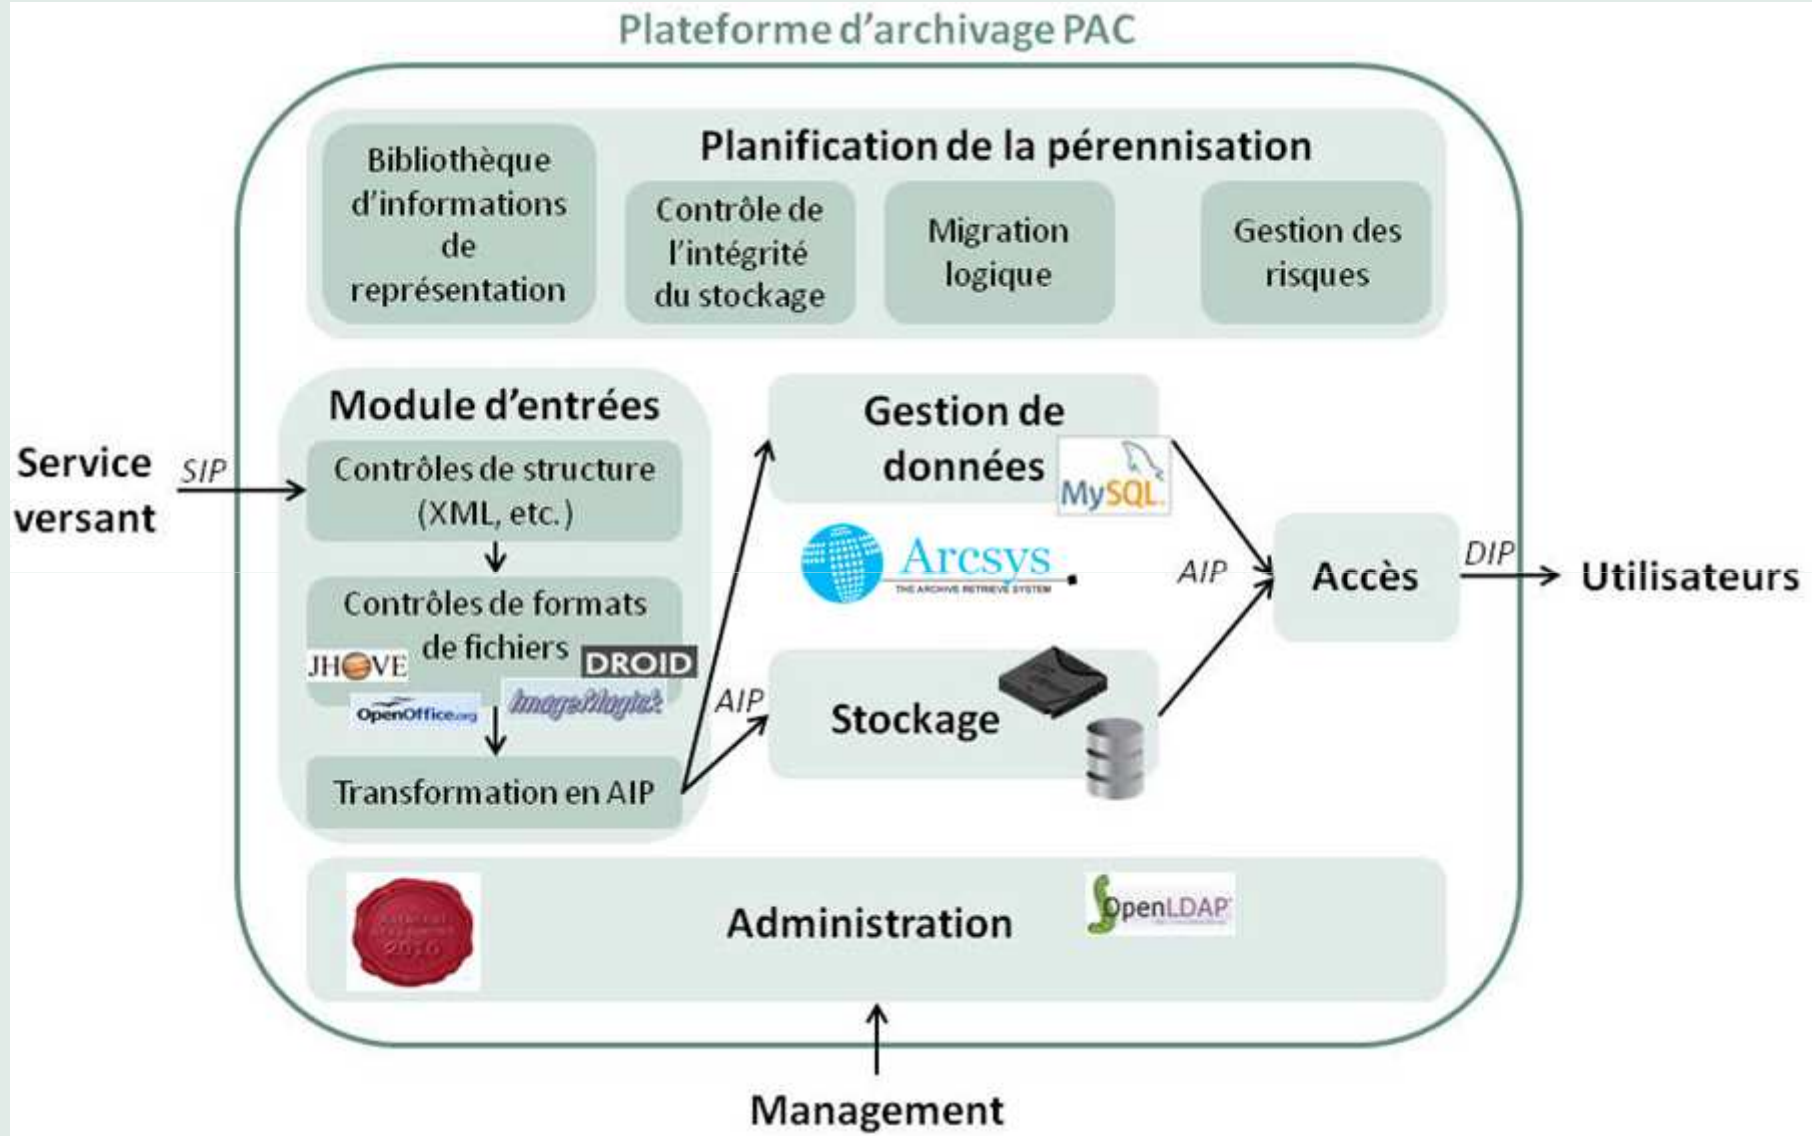 Plateforme d'archivage PAC
Planification de la pérennisation
Bibliothèque
d'informations
de
représentation
Contrôle de
l'intégrité
du stockage
Migration
logique
Gestion des
risques
Service
versant
SIP
Module d'entrées
Contrôles de structure
(XML, etc.)
Contrôles de formats
de fichiers
JHOVE
DROID
OpenOffice.org
ImageMagick
Transformation en AIP
AIP
Gestion de
données
MySQL
Arcsys
THE ARCHIVE RETRIEVE SYSTEM
Stockage
AIP
Accès
DIP
Utilisateurs
2010
Administration
OpenLDAP
Management